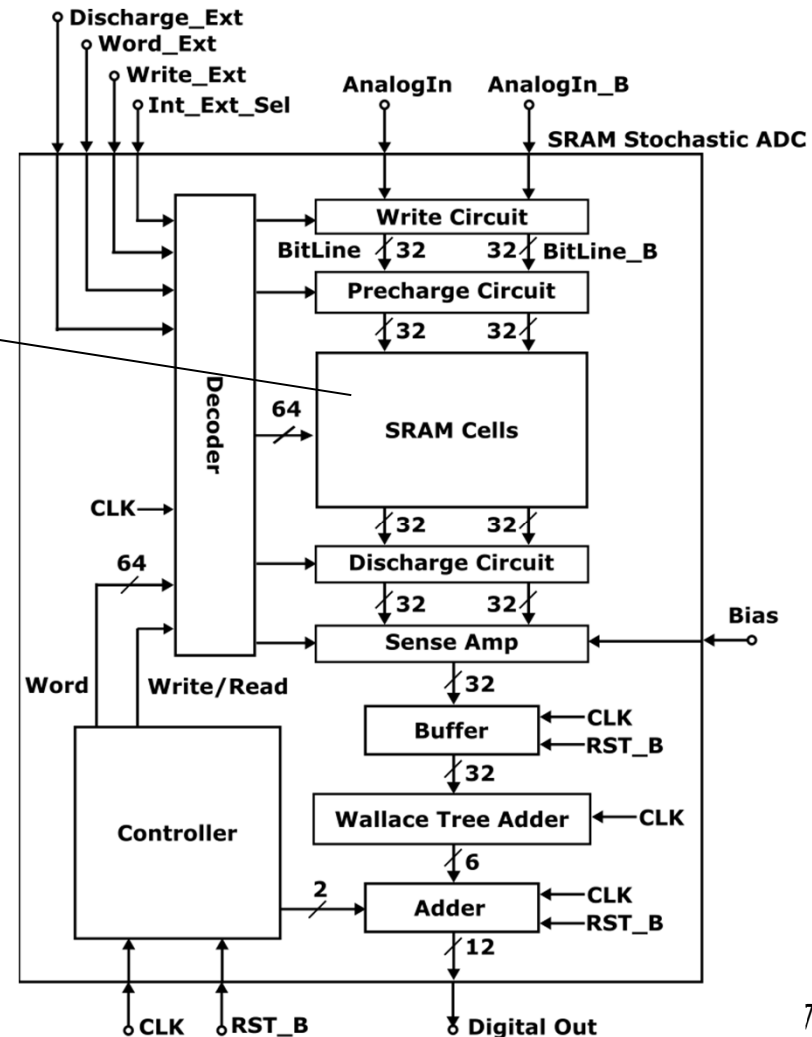 Discharge_Ext
Word_Ext
Write_Ext
Int_Ext_Sel
AnalogIn
AnalogIn_B
SRAM Stochastic ADC
Write Circuit
BitLine
32
32
BitLine_B
Precharge Circuit
32
32
Decoder
64
SRAM Cells
CLK
32
32
64
Discharge Circuit
32
32
Bias
Sense Amp
Word
Write/Read
32
Buffer
CLK
RST_B
32
Controller
Wallace Tree Adder
CLK
6
2
Adder
CLK
RST_B
12
CLK
RST_B
Digital Out
7